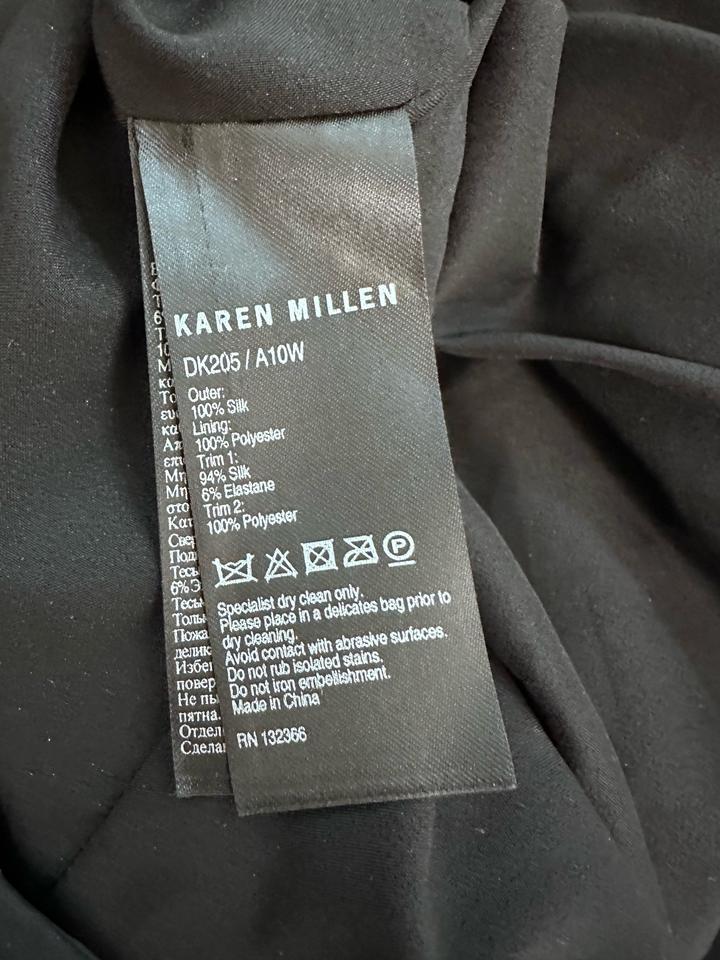 KAREN MILLEN
DK205 / A10W
Outer:
100% Silk
Lining:
100% Polyester
Trim 1:
94% Silk
6% Elastane
Trim 2:
100% Polyester
P
Specialist dry clean only.
Please place in a delicates bag prior to
dry cleaning.
Avoid contact with abrasive surfaces.
Do not rub isolated stains.
Do not iron embellishment.
Made in China
RN 132366
6%
пятна.